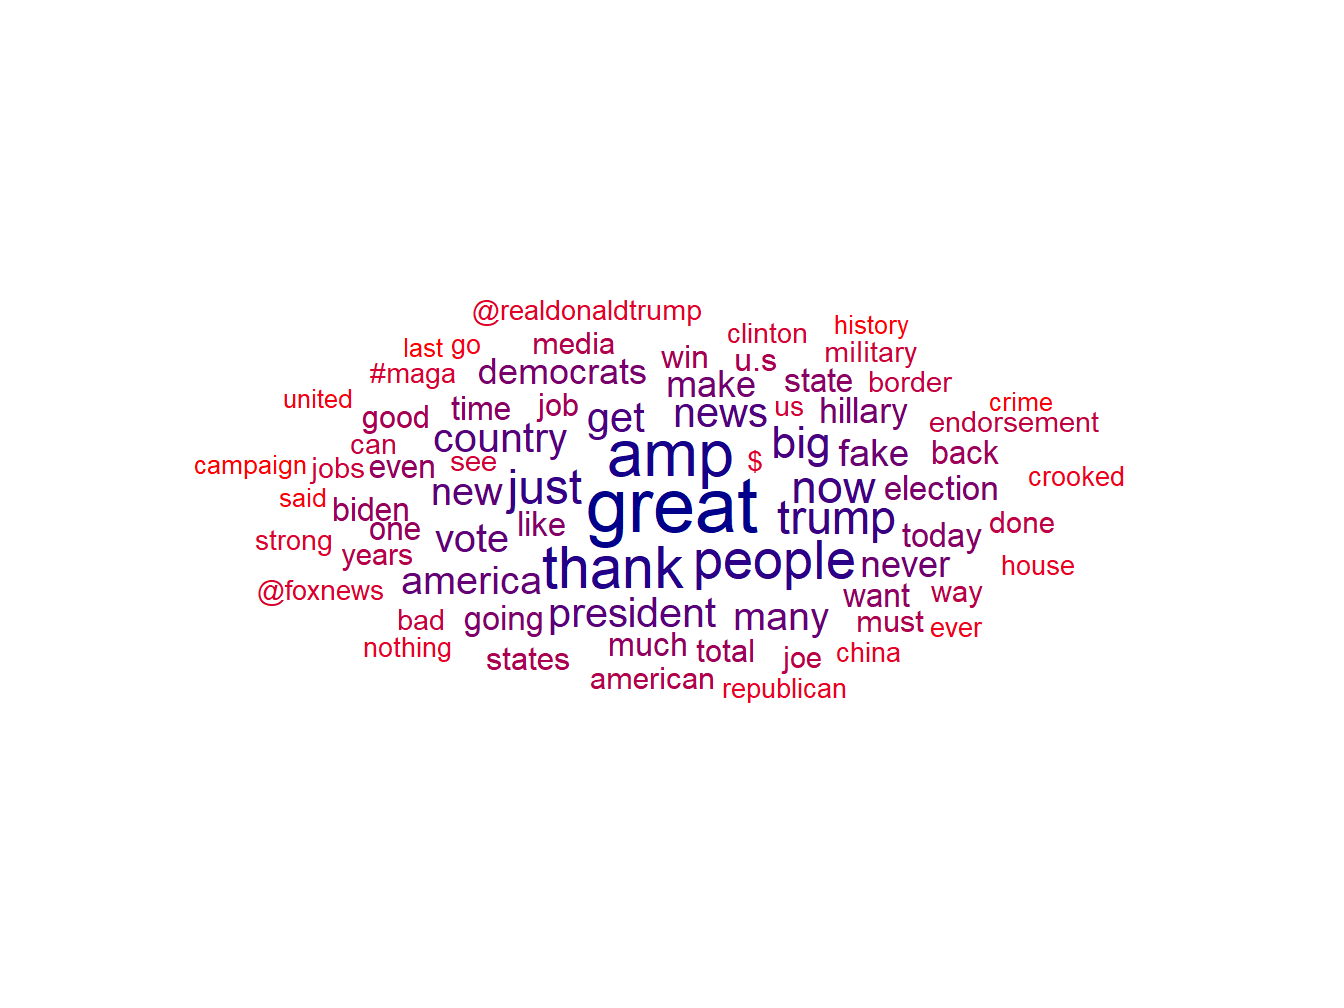 @realdonaldtrump
history
clinton
last go media win u.s military
#maga democrats make state border
united good time job get news us hillary crime
endorsement
can country amp $ big fake back
campaign jobs even see crooked
said biden new just great now election
strong one vote like trump today done
years
@foxnews america thank people never house
bad going president many want way
nothing must ever
states much total joe china
american republican